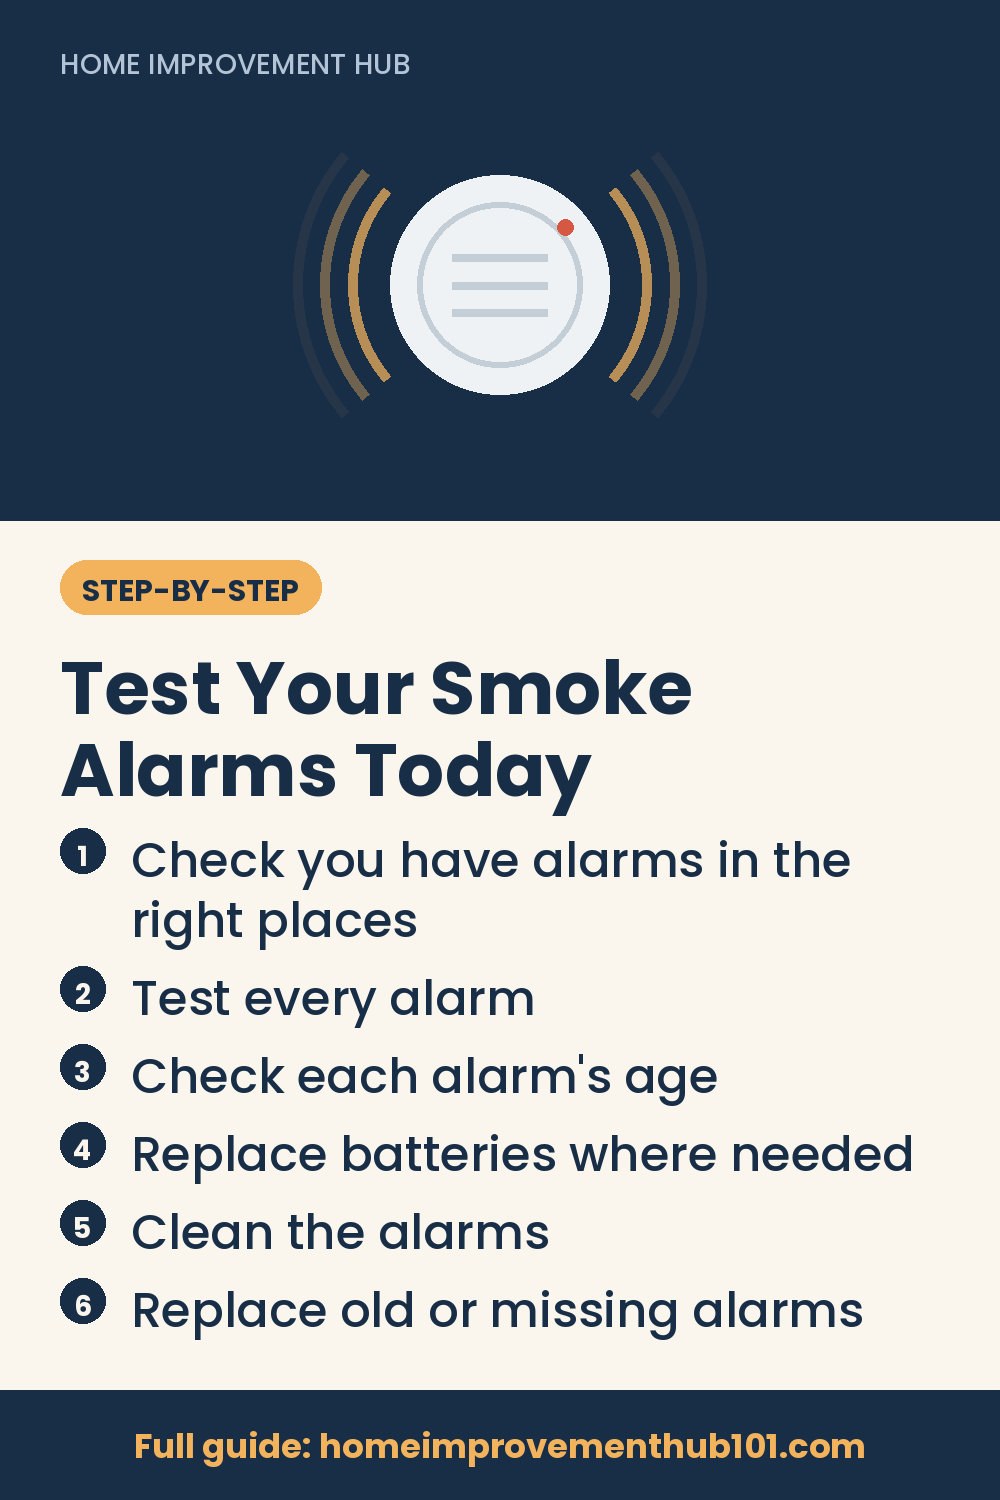 HOME IMPROVEMENT HUB
STEP-BY-STEP
Test Your Smoke
Alarms Today
1 Check you have alarms in the
right places
2 Test every alarm
3 Check each alarm's age
4 Replace batteries where needed
5 Clean the alarms
6 Replace old or missing alarms
Full guide: homeimprovementhub101.com